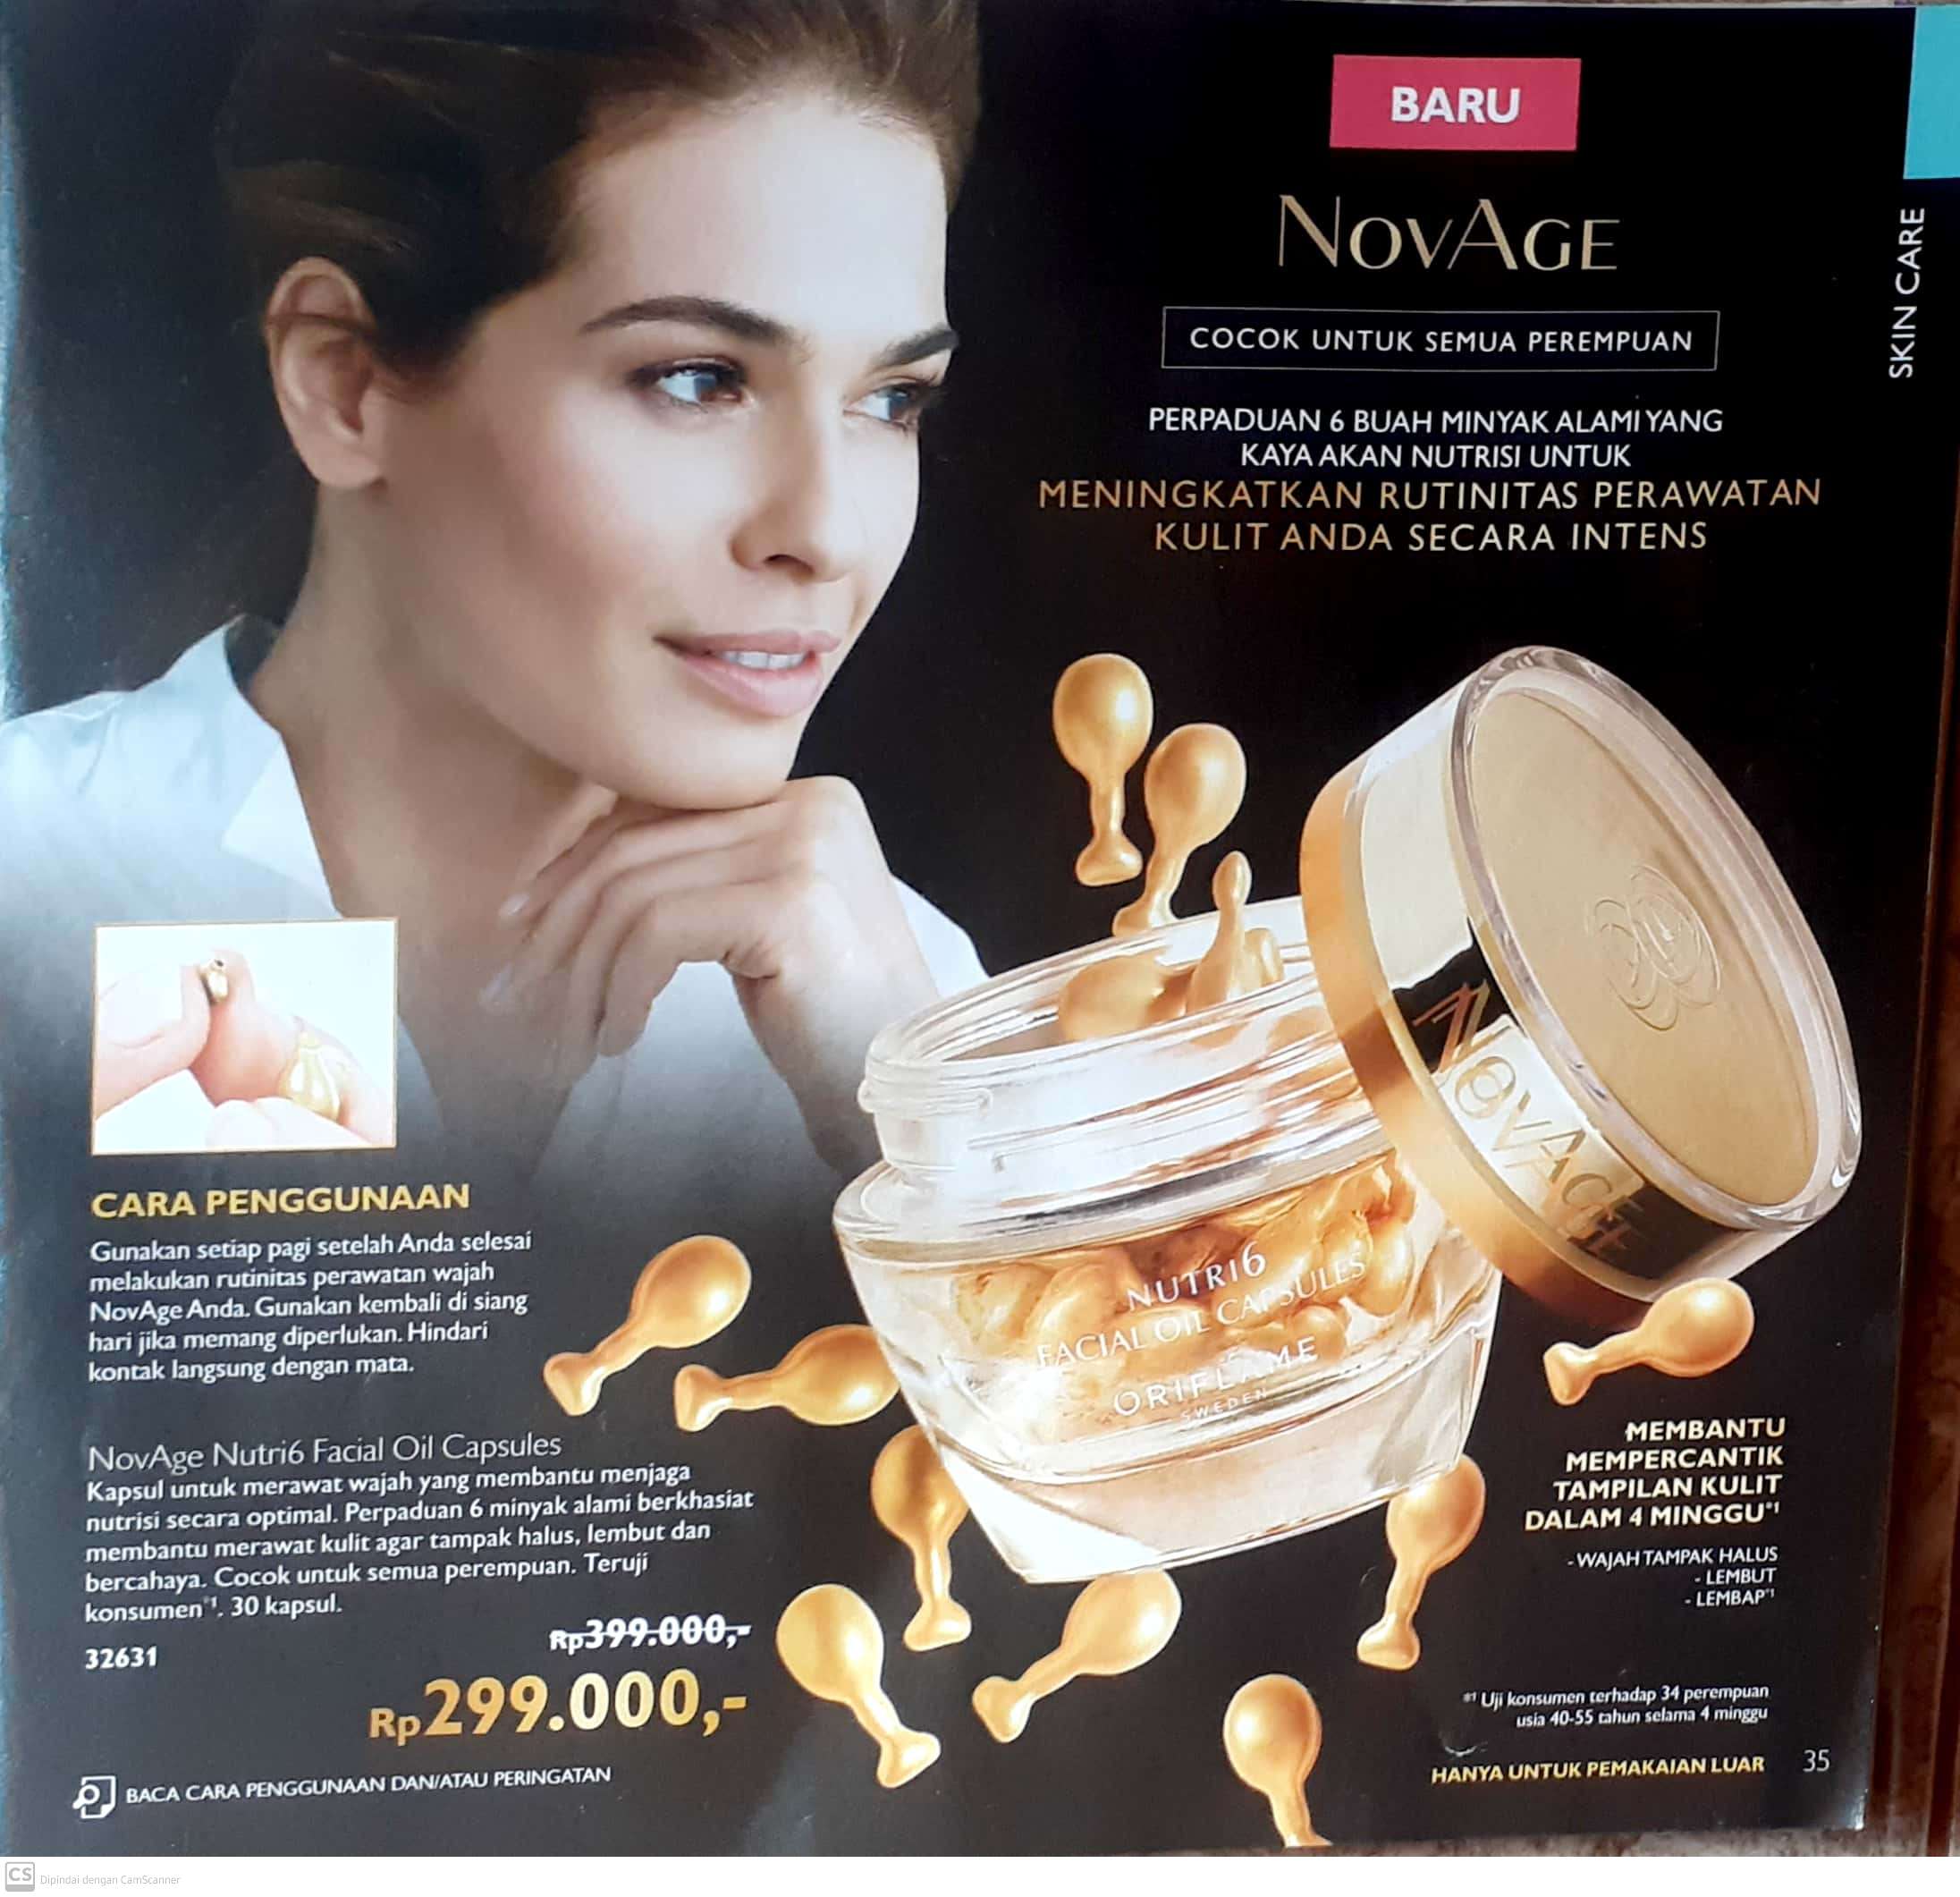 BARU
NOVAGE
SKIN CARE
COCOK UNTUK SEMUA PEREMPUAN
PERPADUAN 6 BUAH MINYAK ALAMI YANG
KAYA AKAN NUTRISI UNTUK
MENINGKATKAN RUTINITAS PERAWATAN
KULIT ANDA SECARA INTENS
NOVAGE
NUTRI6
FACIAL OIL CAPSULES
ORIFLAME
SWEDEN
CARA PENGGUNAAN
Gunakan setiap pagi setelah Anda selesai
melakukan rutinitas perawatan wajah
NovAge Anda. Gunakan kembali di siang
hari jika memang diperlukan. Hindari
kontak langsung dengan mata.
NovAge Nutri6 Facial Oil Capsules
Kapsul untuk merawat wajah yang membantu menjaga
nutrisi secara optimal. Perpaduan 6 minyak alami berkhasiat
membantu merawat kulit agar tampak halus, lembut dan
bercahaya. Cocok untuk semua perempuan. Teruji
konsumen*¹. 30 kapsul.
32631
Rp399.000,-
Rp299.000,-
BACA CARA PENGGUNAAN DAN/ATAU PERINGATAN
MEMBANTU
MEMPERCANTIK
TAMPILAN KULIT
DALAM 4 MINGGU*¹
- WAJAH TAMPAK HALUS
- LEMBUT
- LEMBAP*¹
*¹ Uji konsumen terhadap 34 perempuan
usia 40-55 tahun selama 4 minggu
HANYA UNTUK PEMAKAIAN LUAR
35
CS Dipindai dengan CamScanner